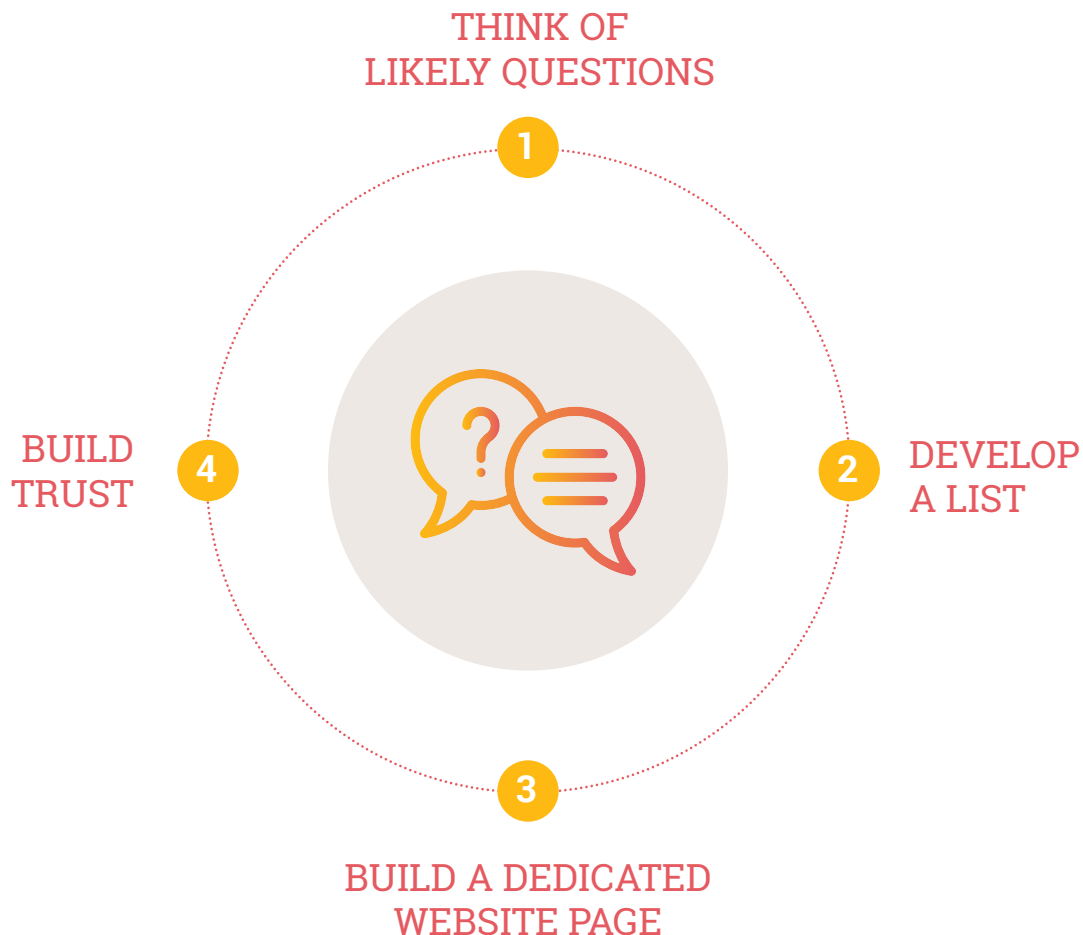 THINK OF
LIKELY QUESTIONS
1
2
DEVELOP
A LIST
3
BUILD A DEDICATED
WEBSITE PAGE
4
BUILD
TRUST
?